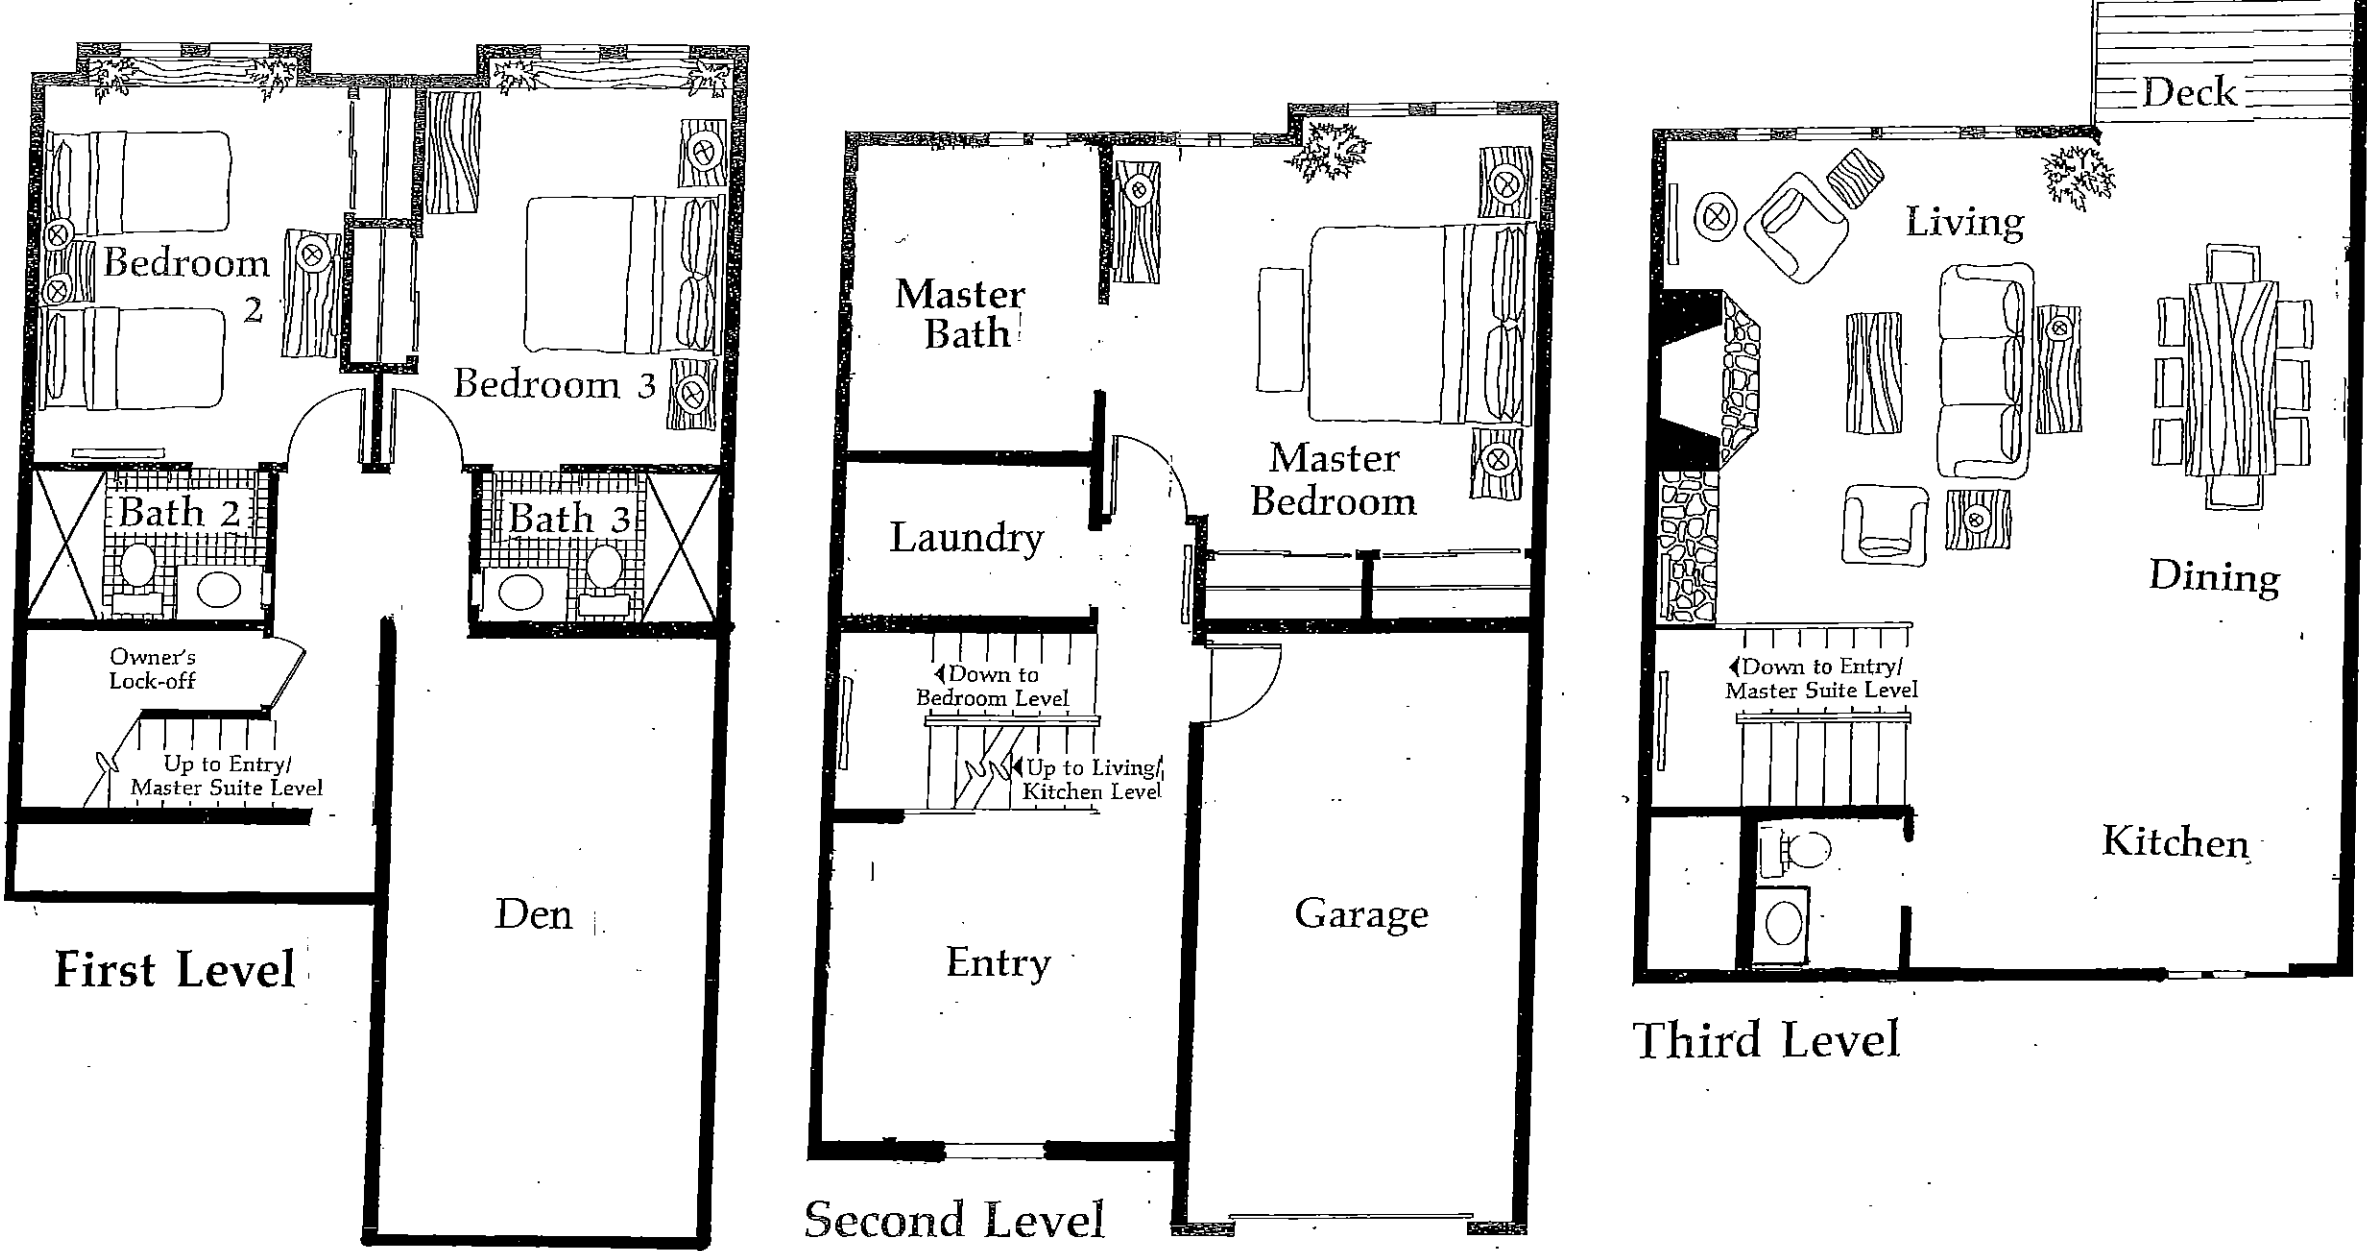 Bedroom
2
Bedroom 3
Bath 2
Bath 3
Owner's
Lock-off
Up to Entry/
Master Suite Level
Den
First Level
Master
Bath
Master
Bedroom
Laundry
Down to
Bedroom Level
Up to Living/
Kitchen Level
Entry
Garage
Second Level
Deck
Living
Dining
Down to Entry/
Master Suite Level
Kitchen
Third Level